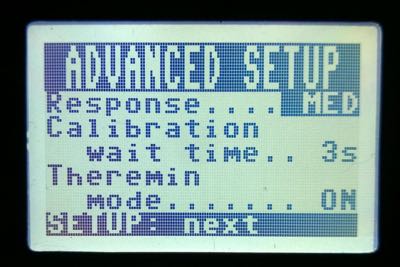 ADVANCED SETUP
Response.... MED
Calibration
wait time.. 3s
Theremin
mode....... ON
SETUP: next